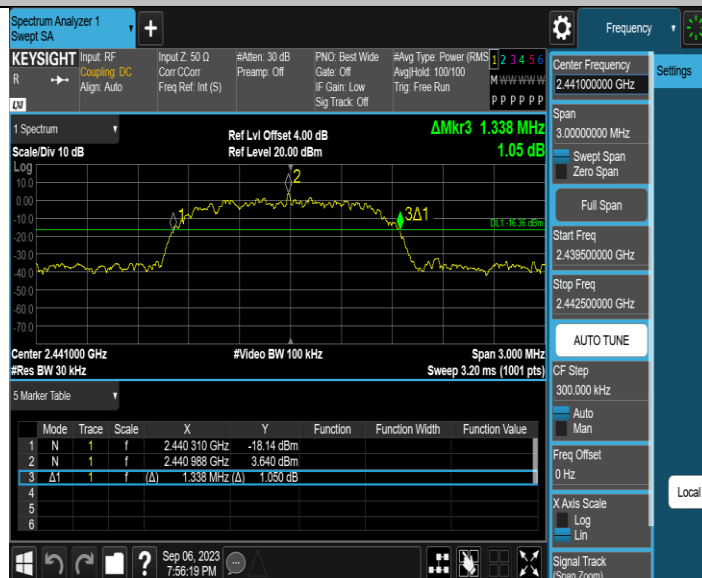 Spectrum Analyzer 1
Swept SA
Frequency
KEYSIGHT
R
LXI
Input: RF
Coupling: DC
Align: Auto
Input Z: 50 Ω
Corr CCorr
Freq Ref: Int (S)
#Atten: 30 dB
Preamp: Off
PNO: Best Wide
Gate: Off
IF Gain: Low
Sig Track: Off
#Avg Type: Power (RMS
Avg|Hold: 100/100
Trig: Free Run
1 2 3 4 5 6
M W W W W W
P P P P P P
1 Spectrum
Scale/Div 10 dB
Log
Ref Lvl Offset 4.00 dB
Ref Level 20.00 dBm
ΔMkr3 1.338 MHz
1.05 dB
10.0
0.00
-10.0
-20.0
-30.0
-40.0
-50.0
-60.0
-70.0
1
2
3Δ1
DL1 -16.36 dBm
Center 2.441000 GHz
#Res BW 30 kHz
#Video BW 100 kHz
Span 3.000 MHz
Sweep 3.20 ms (1001 pts)
5 Marker Table
Mode Trace Scale X Y Function Function Width Function Value
1 N 1 f 2.440 310 GHz -18.14 dBm
2 N 1 f 2.440 988 GHz 3.640 dBm
3 Δ1 1 f (Δ) 1.338 MHz (Δ) 1.050 dB
4
5
6
?
Sep 06, 2023
7:56:19 PM
Center Frequency
2.441000000 GHz
Span
3.00000000 MHz
Swept Span
Zero Span
Full Span
Start Freq
2.439500000 GHz
Stop Freq
2.442500000 GHz
AUTO TUNE
CF Step
300.000 kHz
Auto
Man
Freq Offset
0 Hz
X Axis Scale
Log
Lin
Signal Track
(Span Zoom)
Settings
Local